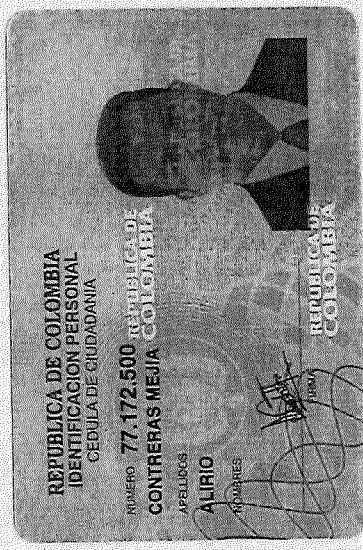 REPUBLICA DE COLOMBIA
IDENTIFICACION PERSONAL
CEDULA DE CIUDADANIA
NUMERO 77.172.500
CONTRERAS MEJIA
APELLIDOS
ALIRIO
NOMBRES
FIRMA
REPUBLICA DE
COLOMBIA
REPUBLICA DE
COLOMBIA